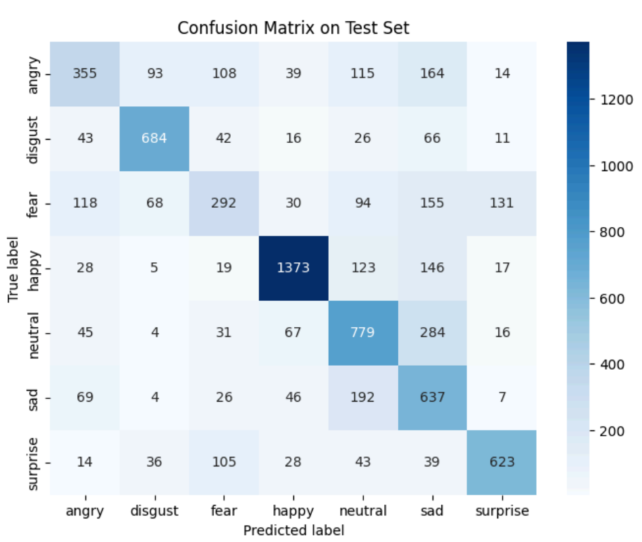 Confusion Matrix on Test Set
angry 355 93 108 39 115 164 14
disgust 43 684 42 16 26 66 11
fear 118 68 292 30 94 155 131
happy 28 5 19 1373 123 146 17
neutral 45 4 31 67 779 284 16
sad 69 4 26 46 192 637 7
surprise 14 36 105 28 43 39 623
True label
angry disgust fear happy neutral sad surprise
Predicted label
1200
1000
800
600
400
200